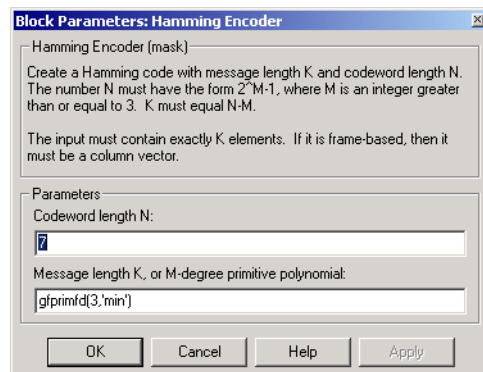 Block Parameters: Hamming Encoder
Hamming Encoder (mask)
Create a Hamming code with message length K and codeword length N.
The number N must have the form 2^M-1, where M is an integer greater
than or equal to 3. K must equal N-M.
The input must contain exactly K elements. If it is frame-based, then it
must be a column vector.
Parameters
Codeword length N:
7
Message length K, or M-degree primitive polynomial:
gfprimfd(3,'min')
OK Cancel Help Apply